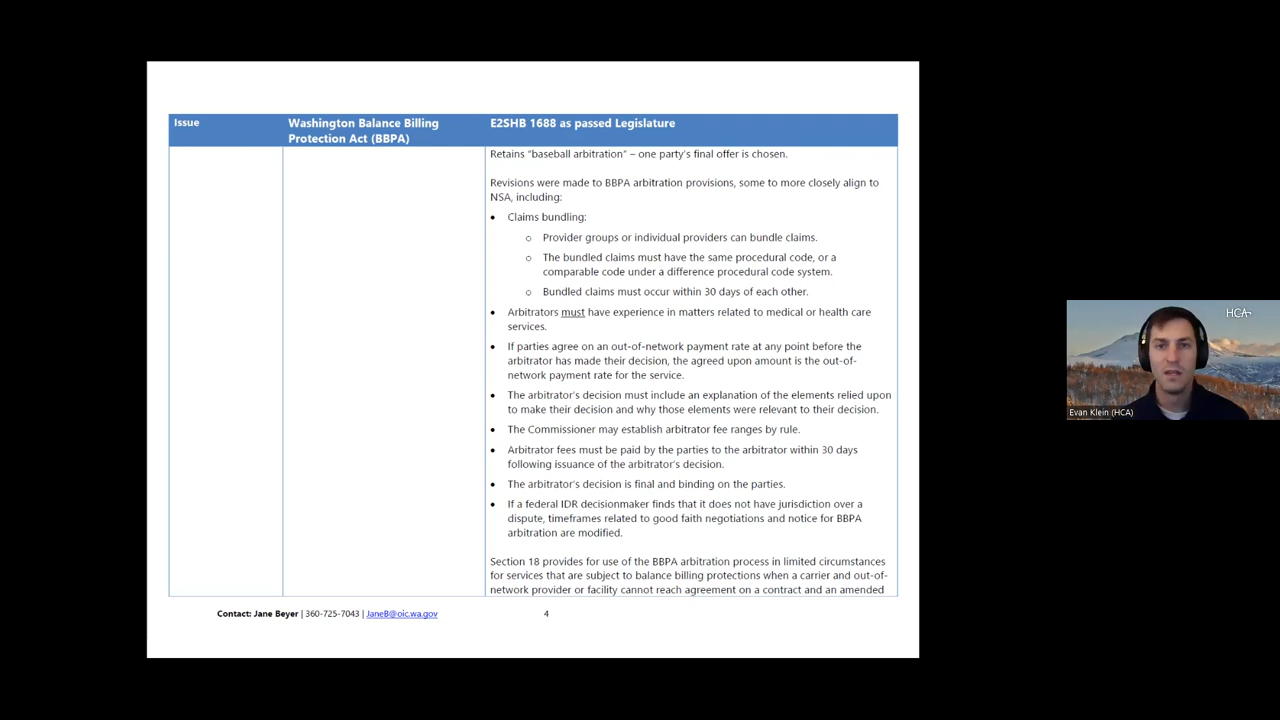 Issue
Washington Balance Billing
Protection Act (BBPA)
E2SHB 1688 as passed Legislature
Retains “baseball arbitration” – one party’s final offer is chosen.
Revisions were made to BBPA arbitration provisions, some to more closely align to
NSA, including:
• Claims bundling:
o Provider groups or individual providers can bundle claims.
o The bundled claims must have the same procedural code, or a
comparable code under a difference procedural code system.
o Bundled claims must occur within 30 days of each other.
• Arbitrators must have experience in matters related to medical or health care
services.
• If parties agree on an out-of-network payment rate at any point before the
arbitrator has made their decision, the agreed upon amount is the out-of-
network payment rate for the service.
• The arbitrator’s decision must include an explanation of the elements relied upon
to make their decision and why those elements were relevant to their decision.
• The Commissioner may establish arbitrator fee ranges by rule.
• Arbitrator fees must be paid by the parties to the arbitrator within 30 days
following issuance of the arbitrator’s decision.
• The arbitrator’s decision is final and binding on the parties.
• If a federal IDR decisionmaker finds that it does not have jurisdiction over a
dispute, timeframes related to good faith negotiations and notice for BBPA
arbitration are modified.
Section 18 provides for use of the BBPA arbitration process in limited circumstances
for services that are subject to balance billing protections when a carrier and out-of-
network provider or facility cannot reach agreement on a contract and an amended
Contact: Jane Beyer | 360-725-7043 | JaneB@oic.wa.gov
4
HCA
Evan Klein (HCA)